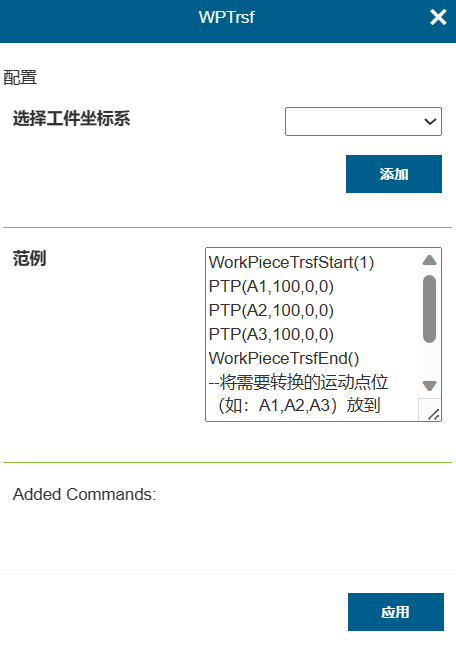 WPTrsf
配置
选择工件坐标系
添加
范例
WorkPieceTrsfStart(1)
PTP(A1,100,0,0)
PTP(A2,100,0,0)
PTP(A3,100,0,0)
WorkPieceTrsfEnd()
--将需要转换的运动点位
（如：A1,A2,A3）放到
Added Commands:
应用